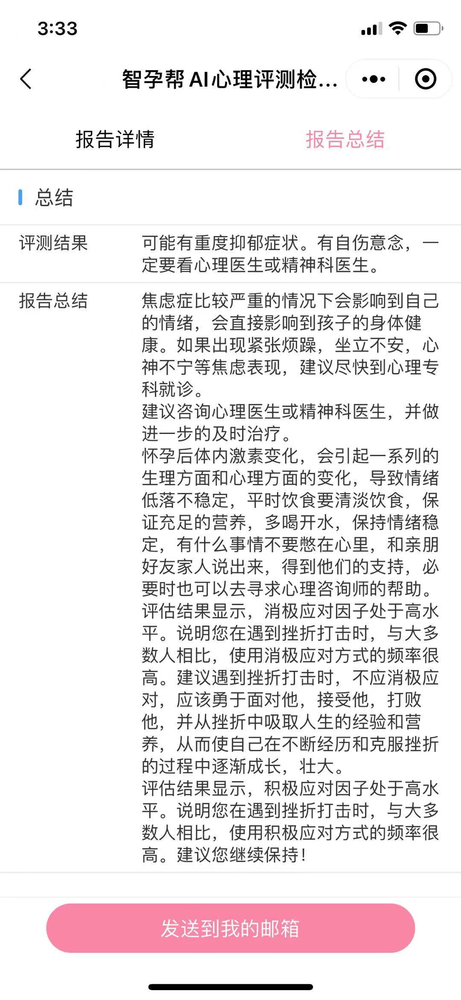 3:33
智孕帮AI心理评测检...
报告详情
报告总结
总结
评测结果
可能有重度抑郁症状。有自伤意念，一
定要看心理医生或精神科医生。
报告总结
焦虑症比较严重的情况下会影响到自己
的情绪，会直接影响到孩子的身体健
康。如果出现紧张烦躁，坐立不安，心
神不宁等焦虑表现，建议尽快到心理专
科就诊。
建议咨询心理医生或精神科医生，并做
进一步的及时治疗。
怀孕后体内激素变化，会引起一系列的
生理方面和心理方面的变化，导致情绪
低落不稳定，平时饮食要清淡饮食，保
证充足的营养，多喝开水，保持情绪稳
定，有什么事情不要憋在心里，和亲朋
好友家人说出来，得到他们的支持，必
要时也可以去寻求心理咨询师的帮助。
评估结果显示，消极应对因子处于高水
平。说明您在遇到挫折打击时，与大多
数人相比，使用消极应对方式的频率很
高。建议遇到挫折打击时，不应消极应
对，应该勇于面对他，接受他，打败
他，并从挫折中吸取人生的经验和营
养，从而使自己在不断经历和克服挫折
的过程中逐渐成长，壮大。
评估结果显示，积极应对因子处于高水
平。说明您在遇到挫折打击时，与大多
数人相比，使用积极应对方式的频率很
高。建议您继续保持！
发送到我的邮箱